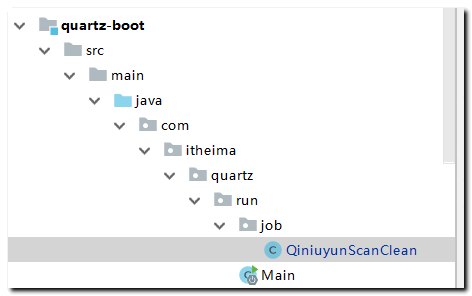 quartz-boot
src
main
java
com
itheima
quartz
run
job
QiniuyunScanClean
Main